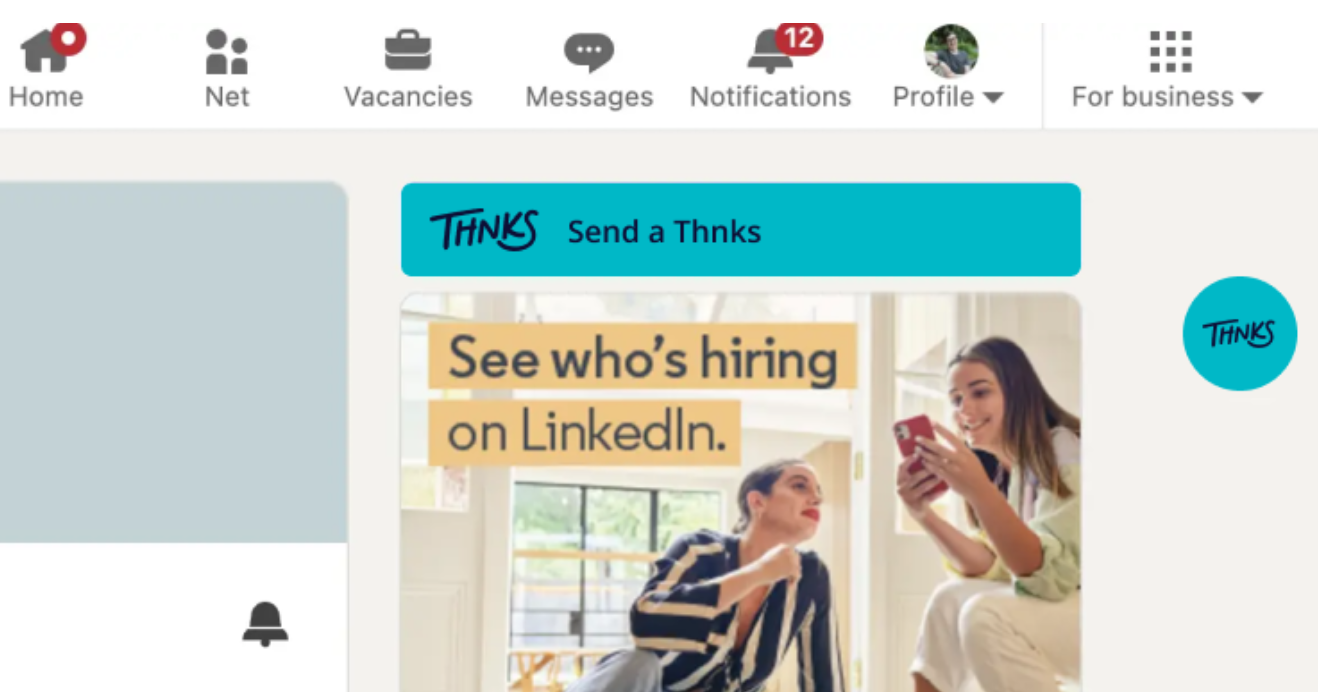 12
Home
Net
Vacancies
Messages
Notifications
Profile
For business
THNKS Send a Thnks
THNKS
See who's hiring
on LinkedIn.